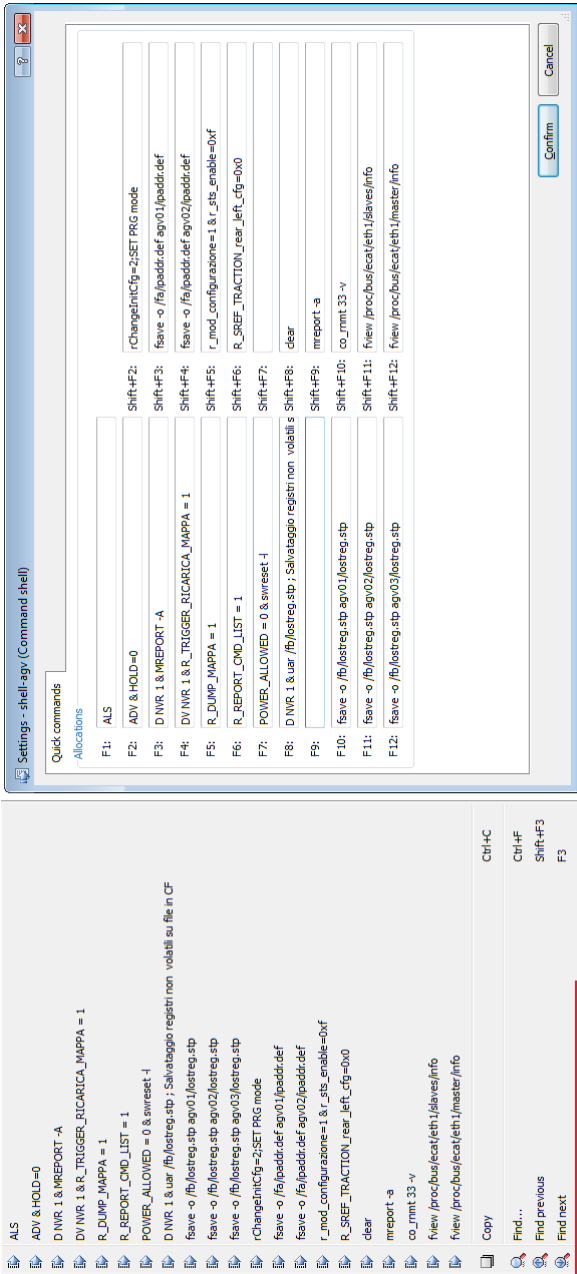 ALS
ADV & HOLD=0
D NVR 1 & MREPORT -A
DV NVR 1 & R_TRIGGER_RICARICA_MAPPA = 1
R_DUMP_MAPPA = 1
R_REPORT_CMD_LIST = 1
POWER_ALLOWED = 0 & swreset -l
D NVR 1 & uar /fb/lostreg.stp ; Salvataggio registri non volatili su file in CF
fsave -o /fb/lostreg.stp agv01/lostreg.stp
fsave -o /fb/lostreg.stp agv02/lostreg.stp
fsave -o /fb/lostreg.stp agv03/lostreg.stp
rChangeInitCfg=2;SET PRG mode
fsave -o /fa/ipaddr.def agv01/ipaddr.def
fsave -o /fa/ipaddr.def agv02/ipaddr.def
r_mod_configurazione=1 & r_sts_enable=0xf
R_SREF_TRACTION_rear_left_cfg=0x0
clear
mreport -a
co_rnmt 33 -v
fview /proc/bus/ecat/eth1/slaves/info
fview /proc/bus/ecat/eth1/master/info
Copy Ctrl+C
Find... Ctrl+F
Find previous Shift+F3
Find next F3
Settings - shell-agv (Command shell)
Quick commands
Allocations
F1: ALS
F2: ADV & HOLD=0 Shift+F2: rChangeInitCfg=2;SET PRG mode
F3: D NVR 1 & MREPORT -A Shift+F3: fsave -o /fa/ipaddr.def agv01/ipaddr.def
F4: DV NVR 1 & R_TRIGGER_RICARICA_MAPPA = 1 Shift+F4: fsave -o /fa/ipaddr.def agv02/ipaddr.def
F5: R_DUMP_MAPPA = 1 Shift+F5: r_mod_configurazione=1 & r_sts_enable=0xf
F6: R_REPORT_CMD_LIST = 1 Shift+F6: R_SREF_TRACTION_rear_left_cfg=0x0
F7: POWER_ALLOWED = 0 & swreset -l Shift+F7:
F8: D NVR 1 & uar /fb/lostreg.stp ; Salvataggio registri non volatili s Shift+F8: clear
F9: Shift+F9: mreport -a
F10: fsave -o /fb/lostreg.stp agv01/lostreg.stp Shift+F10: co_rnmt 33 -v
F11: fsave -o /fb/lostreg.stp agv02/lostreg.stp Shift+F11: fview /proc/bus/ecat/eth1/slaves/info
F12: fsave -o /fb/lostreg.stp agv03/lostreg.stp Shift+F12: fview /proc/bus/ecat/eth1/master/info
Confirm Cancel